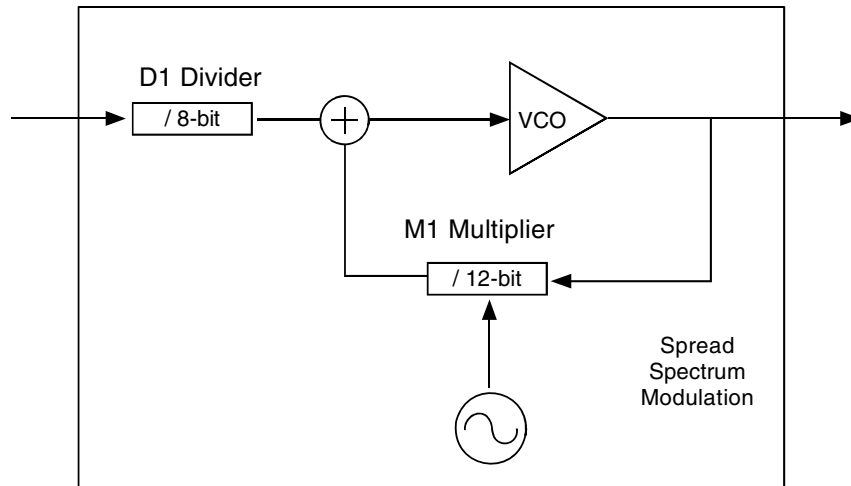 D1 Divider
/ 8-bit
VCO
M1 Multiplier
/ 12-bit
Spread
Spectrum
Modulation